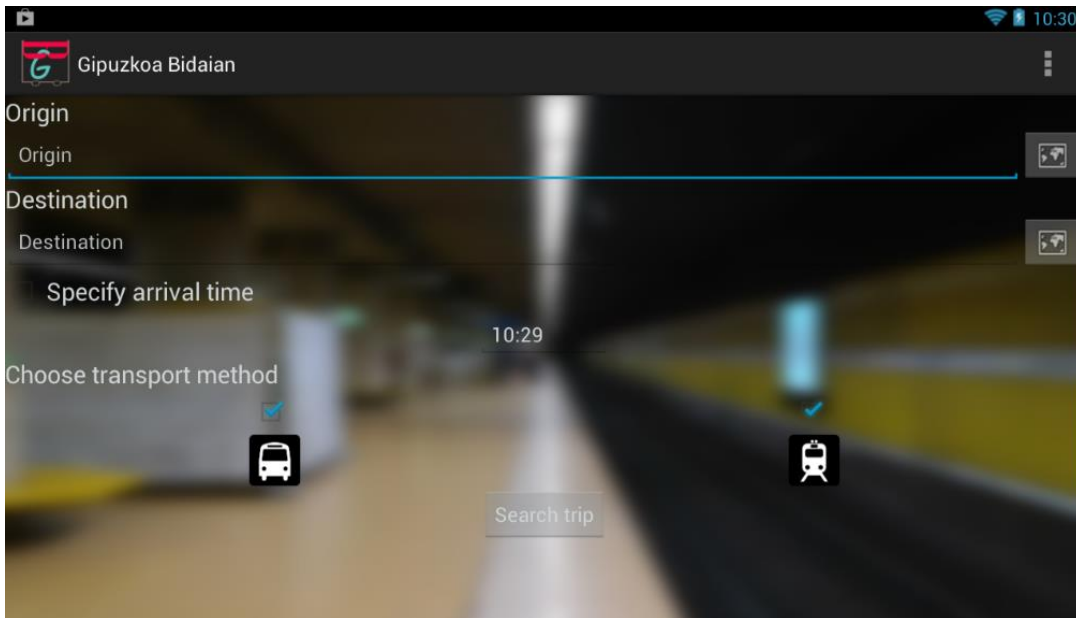 10:30
G Gipuzkoa Bidaian
Origin
Origin
Destination
Destination
Specify arrival time
10:29
Choose transport method
Search trip